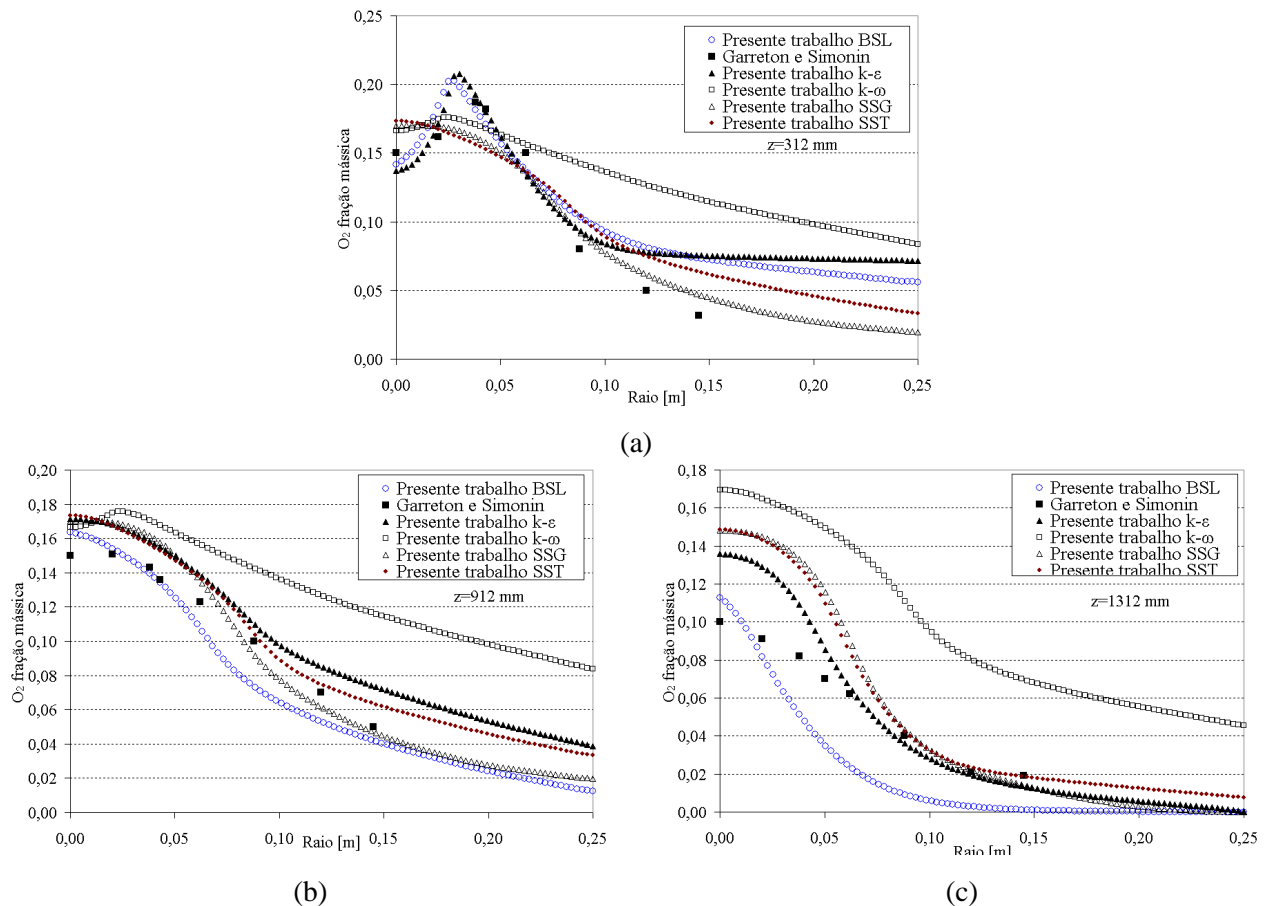 0,25
0,20
0,15
0,10
0,05
0,00
O₂ fração mássica
Presente trabalho BSL
Garreton e Simonin
Presente trabalho k-ε
Presente trabalho k-ω
Presente trabalho SSG
Presente trabalho SST
z=312 mm
0,00 0,05 0,10 0,15 0,20 0,25
Raio [m]
(a)
0,20
0,18
0,16
0,14
0,12
0,10
0,08
0,06
0,04
0,02
0,00
O₂ fração mássica
Presente trabalho BSL
Garreton e Simonin
Presente trabalho k-ε
Presente trabalho k-ω
Presente trabalho SSG
Presente trabalho SST
z=912 mm
0,00 0,05 0,10 0,15 0,20 0,25
Raio [m]
(b)
0,18
0,16
0,14
0,12
0,10
0,08
0,06
0,04
0,02
0,00
O₂ fração mássica
Presente trabalho BSL
Garreton e Simonin
Presente trabalho k-ε
Presente trabalho k-ω
Presente trabalho SSG
Presente trabalho SST
z=1312 mm
0,00 0,05 0,10 0,15 0,20 0,25
Raio [m]
(c)